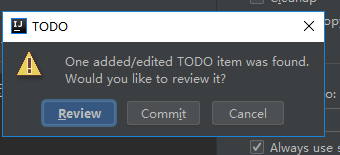 Cleanup
TODO
One added/edited TODO item was found.
Would you like to review it?
Review Commit Cancel
Always use s